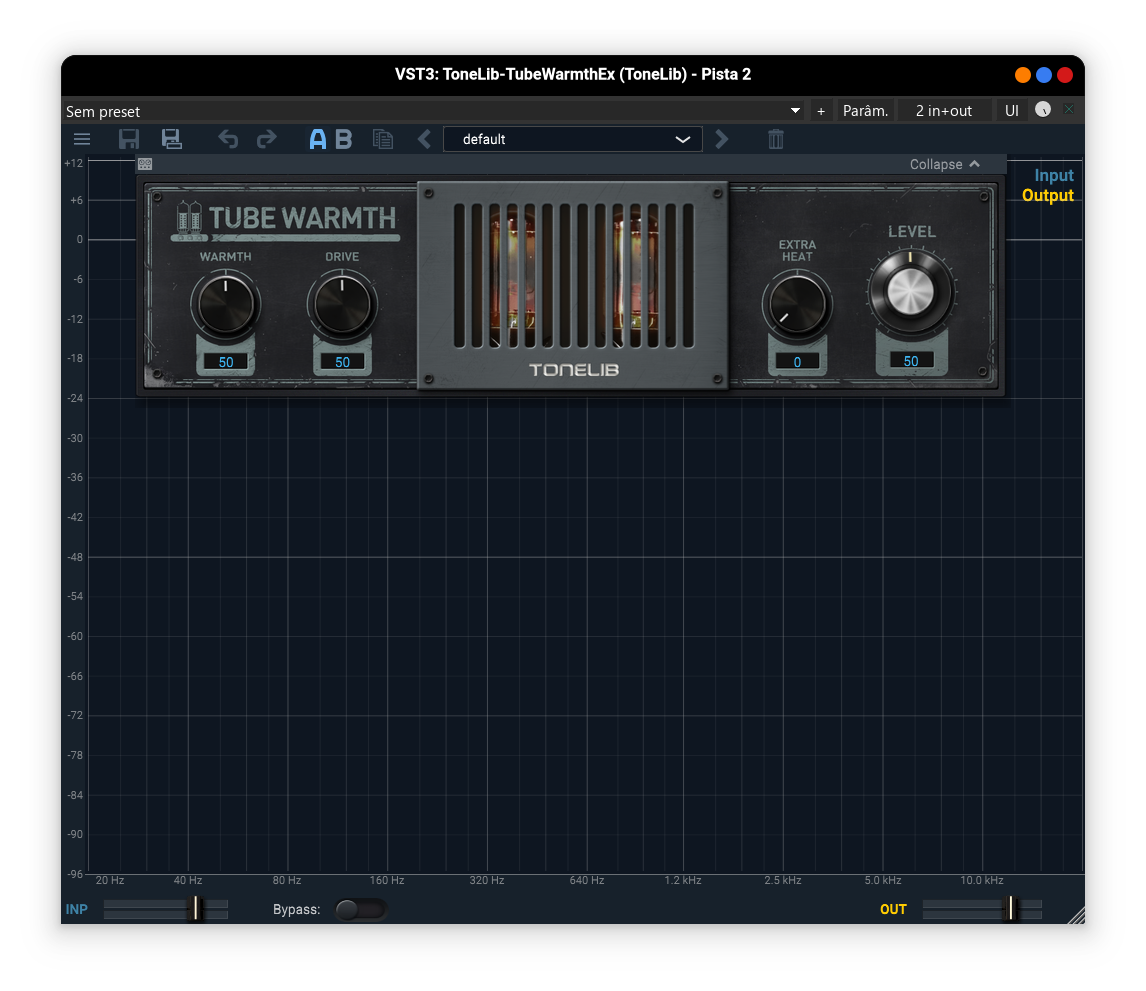 VST3: ToneLib-TubeWarmthEx (ToneLib) - Pista 2
Sem preset + Parâm. 2 in+out UI
A B default
+12 Collapse
Input
Output
+6
0
-6
-12
-18
-24
-30
-36
-42
-48
-54
-60
-66
-72
-78
-84
-90
-96
TUBE WARMTH
WARMTH DRIVE
50 50
TONELIB
EXTRA
HEAT
LEVEL
0 50
20 Hz 40 Hz 80 Hz 160 Hz 320 Hz 640 Hz 1.2 kHz 2.5 kHz 5.0 kHz 10.0 kHz
INP Bypass: OUT